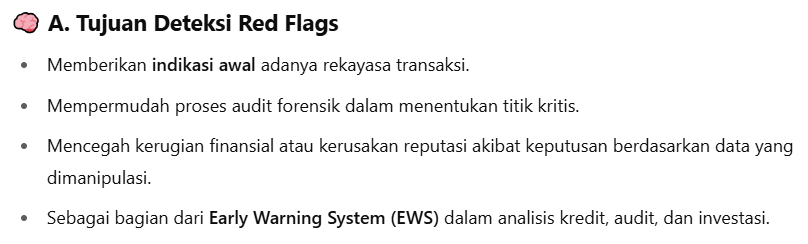 🧠 A. Tujuan Deteksi Red Flags
• Memberikan indikasi awal adanya rekayasa transaksi.
• Mempermudah proses audit forensik dalam menentukan titik kritis.
• Mencegah kerugian finansial atau kerusakan reputasi akibat keputusan berdasarkan data yang
dimanipulasi.
• Sebagai bagian dari Early Warning System (EWS) dalam analisis kredit, audit, dan investasi.